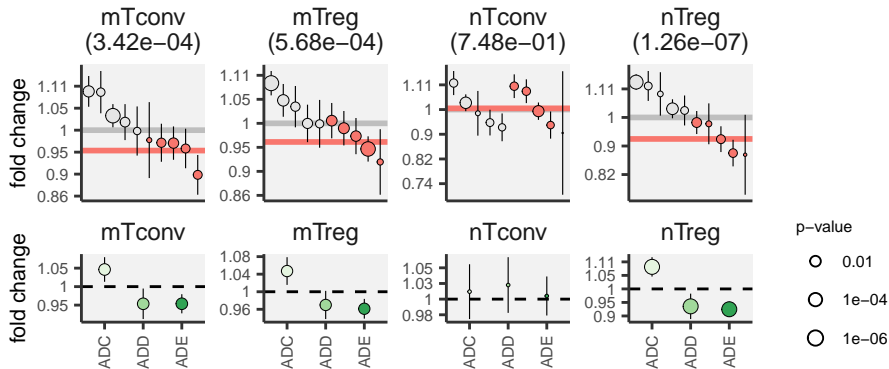 mTconv
(3.42e−04)
mTreg
(5.68e−04)
nTconv
(7.48e−01)
nTreg
(1.26e−07)
fold change
1.11
1.05
1
0.95
0.9
0.86
1.11
1.05
1
0.95
0.9
0.86
1.11
1
0.9
0.82
0.74
1.11
1
0.9
0.82
mTconv
mTreg
nTconv
nTreg
fold change
1.05
1
0.95
1.08
1.04
1
0.96
1.05
1.03
1
0.98
1.11
1.05
1
0.95
0.9
ADC
ADD
ADE
ADC
ADD
ADE
ADC
ADD
ADE
ADC
ADD
ADE
p−value
0.01
1e−04
1e−06